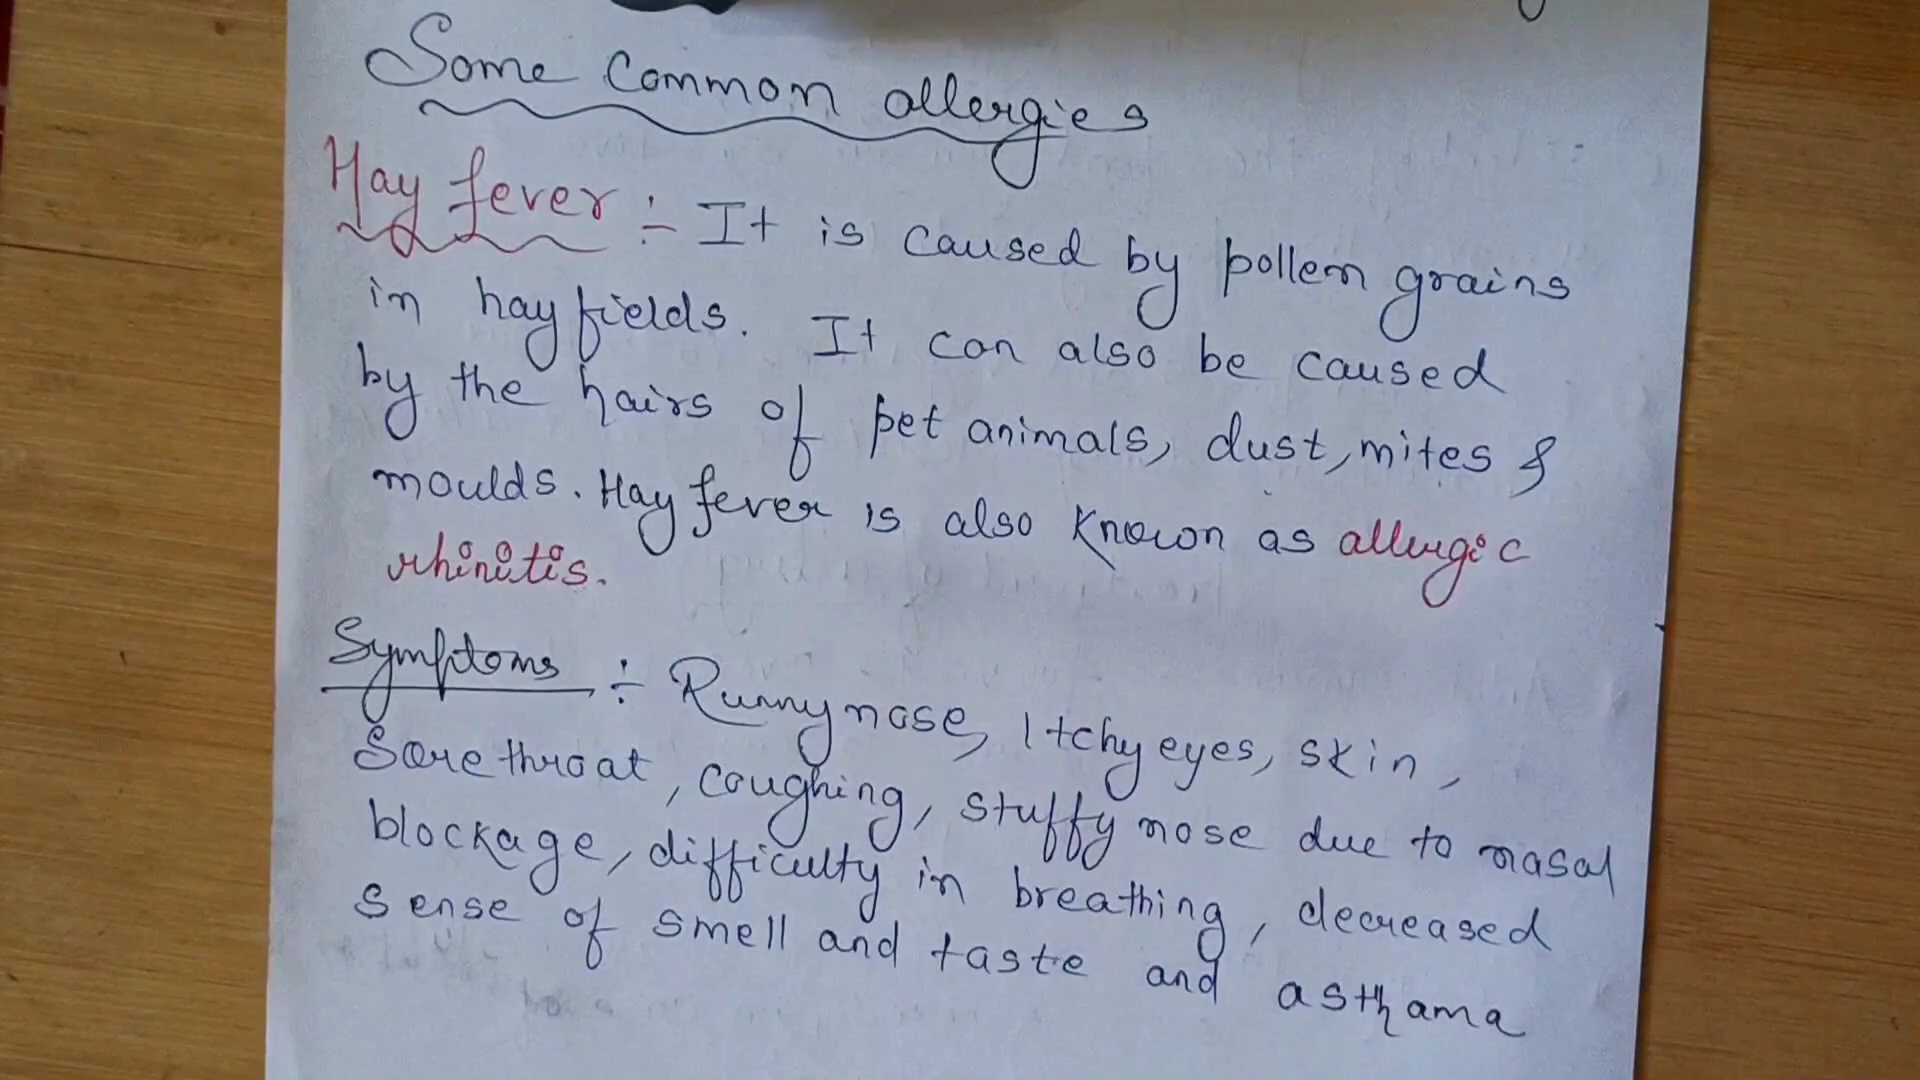 Some Common allergies
Hay fever :- It is caused by pollen grains
in hay fields. It can also be caused
by the hairs of pet animals, dust, mites &
moulds. Hay fever is also known as allergic
rhinitis.
Symptoms :- Runny nose, Itchy eyes, skin,
Sore throat, coughing, stuffy nose due to nasal
blockage, difficulty in breathing, decreased
sense of smell and taste and asthama